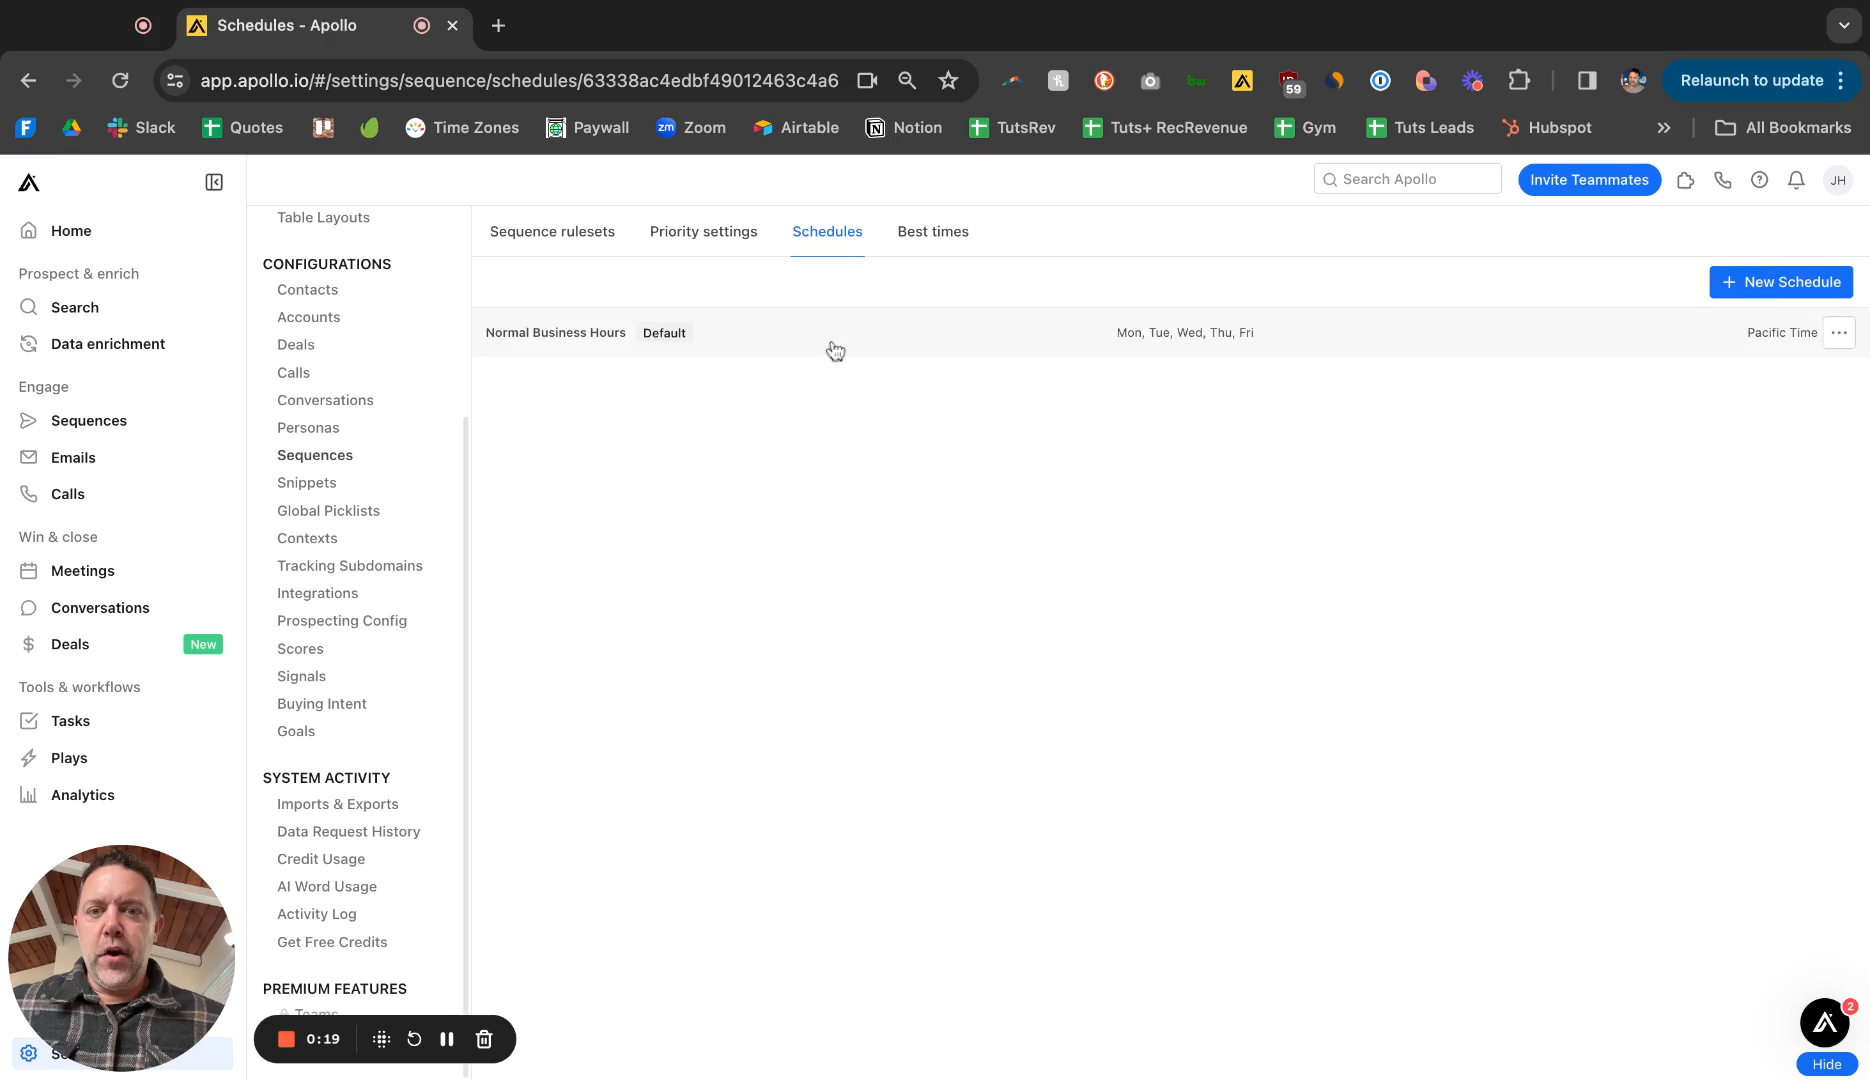 Schedules - Apollo
app.apollo.io/#/settings/sequence/schedules/63338ac4edbf49012463c4a6
59
Relaunch to update
Slack
Quotes
Time Zones
Paywall
zm Zoom
Airtable
Notion
TutsRev
Tuts+ RecRevenue
Gym
Tuts Leads
Hubspot
All Bookmarks
Search Apollo
Invite Teammates
JH
Home
Prospect & enrich
Search
Data enrichment
Engage
Sequences
Emails
Calls
Win & close
Meetings
Conversations
Deals
New
Tools & workflows
Tasks
Plays
Analytics
Table Layouts
CONFIGURATIONS
Contacts
Accounts
Deals
Calls
Conversations
Personas
Sequences
Snippets
Global Picklists
Contexts
Tracking Subdomains
Integrations
Prospecting Config
Scores
Signals
Buying Intent
Goals
SYSTEM ACTIVITY
Imports & Exports
Data Request History
Credit Usage
AI Word Usage
Activity Log
Get Free Credits
PREMIUM FEATURES
Teams
0:19
Sequence rulesets
Priority settings
Schedules
Best times
+ New Schedule
Normal Business Hours
Default
Mon, Tue, Wed, Thu, Fri
Pacific Time
2
Hide